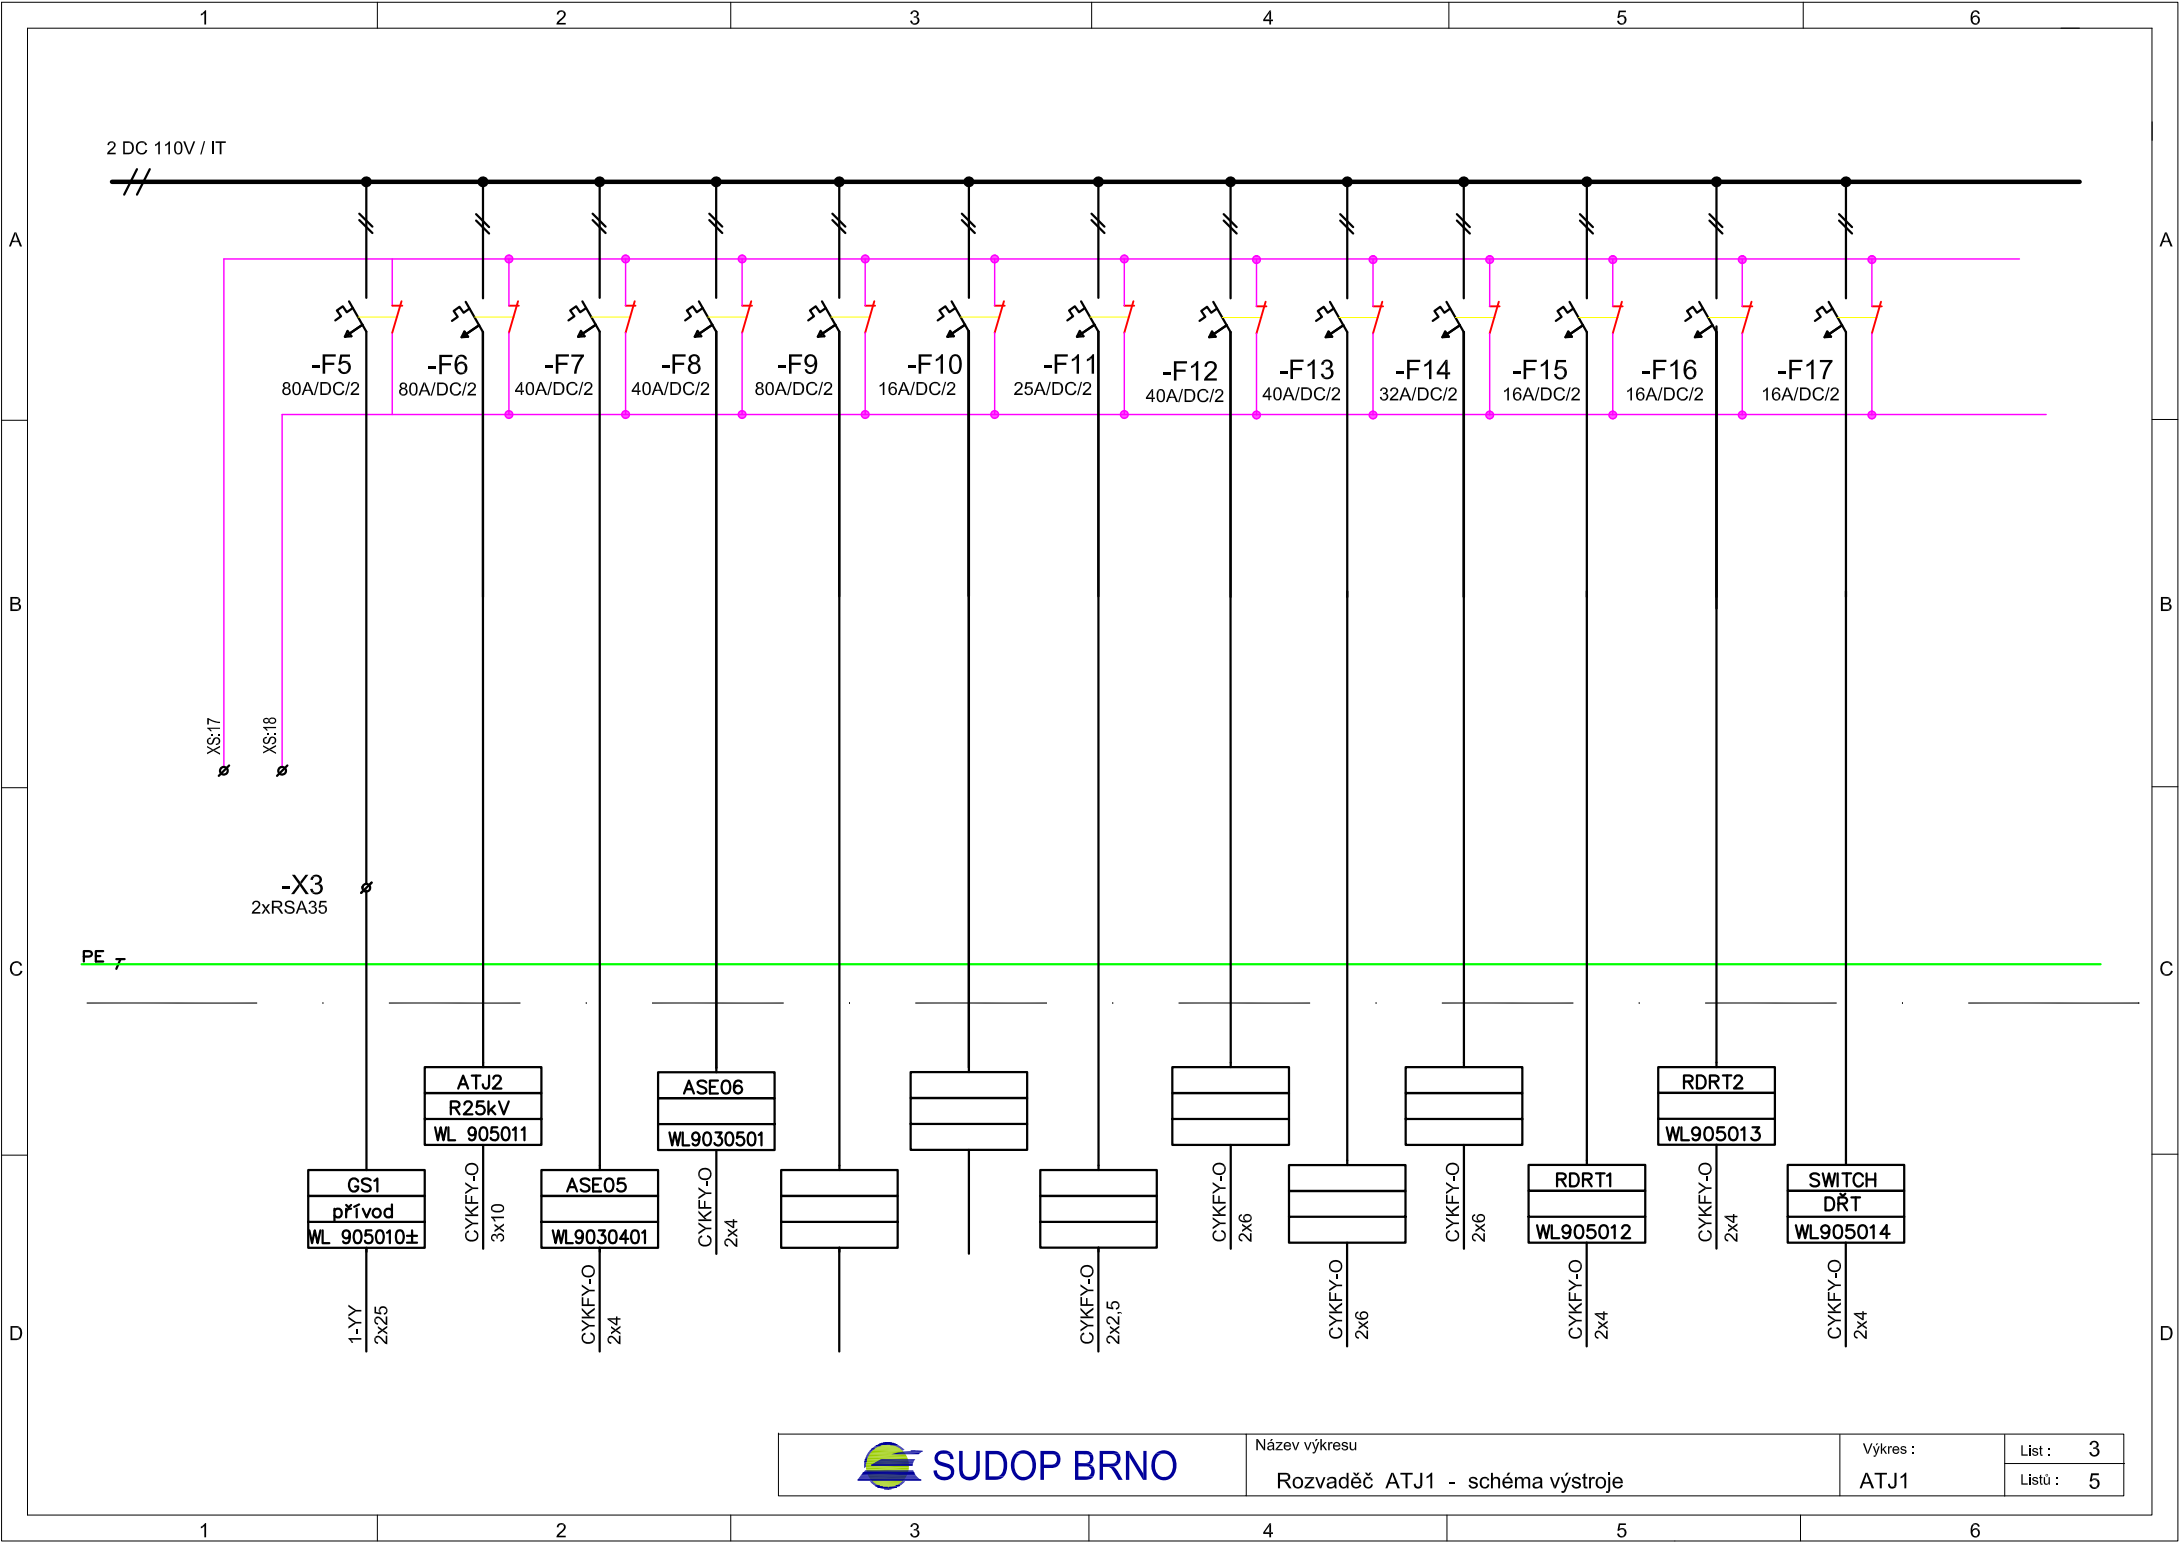 1 2 3 4 5 6
2 DC 110V / IT
A A
-F5 -F6 -F7 -F8 -F9 -F10 -F11 -F12 -F13 -F14 -F15 -F16 -F17
80A/DC/2 80A/DC/2 40A/DC/2 40A/DC/2 80A/DC/2 16A/DC/2 25A/DC/2 40A/DC/2 40A/DC/2 32A/DC/2 16A/DC/2 16A/DC/2 16A/DC/2
B B
XS:17 XS:18
-X3
2xRSA35
PE
C C
ATJ2
R25kV
WL 905011
CYKFY-O
3x10
ASE06
WL9030501
CYKFY-O
2x4
CYKFY-O
2x6
CYKFY-O
2x6
RDRT2
WL905013
CYKFY-O
2x4
GS1
přívod
WL 905010±
1-YY
2x25
ASE05
WL9030401
CYKFY-O
2x4
CYKFY-O
2x2,5
CYKFY-O
2x6
RDRT1
WL905012
CYKFY-O
2x4
SWITCH
DŘT
WL905014
CYKFY-O
2x4
D D
SUDOP BRNO
Název výkresu
Rozvaděč ATJ1 - schéma výstroje
Výkres :
ATJ1
List : 3
Listů : 5
1 2 3 4 5 6